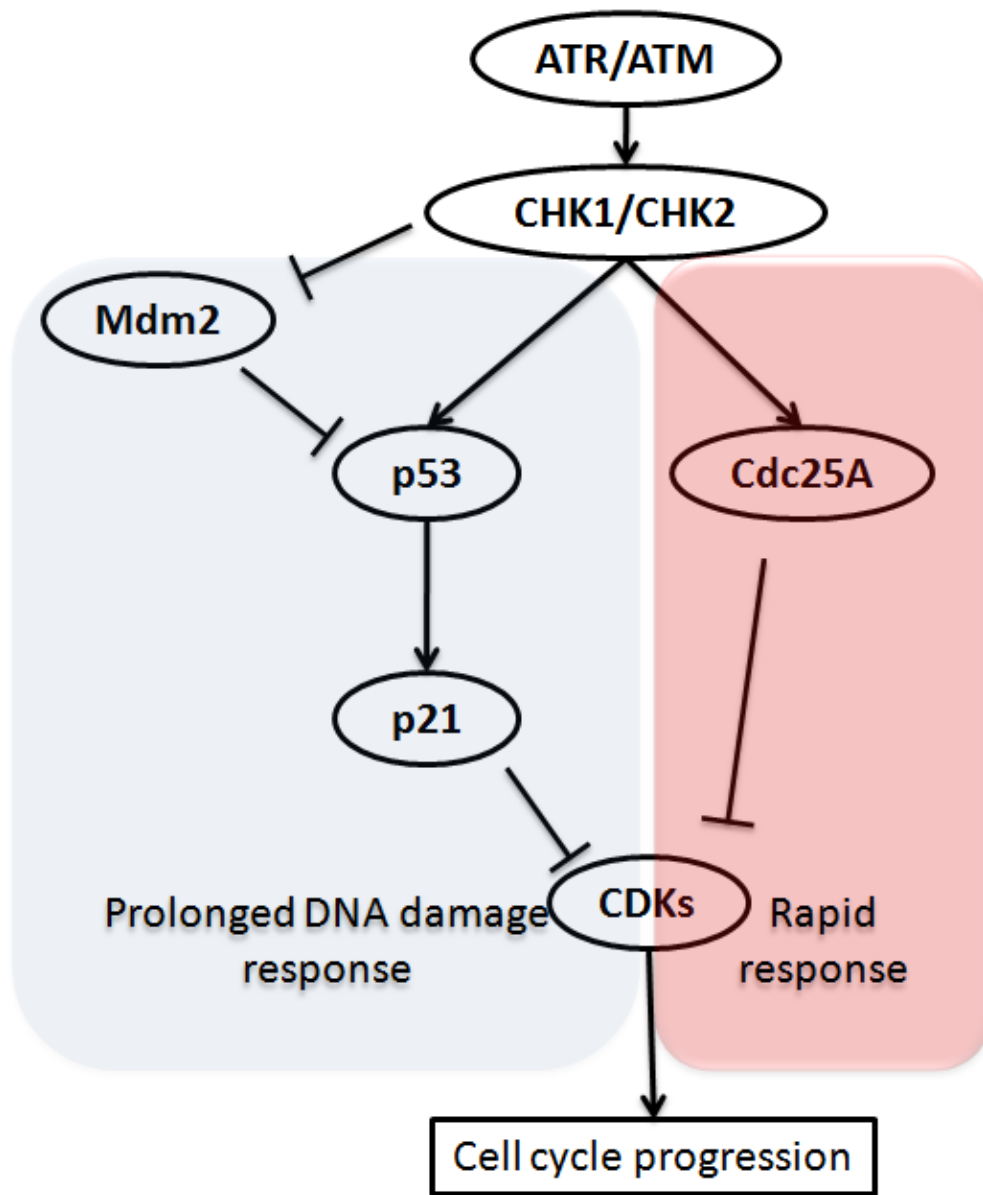 ATR/ATM
CHK1/CHK2
Mdm2
p53
Cdc25A
p21
CDKs
Prolonged DNA damage
response
Rapid
response
Cell cycle progression